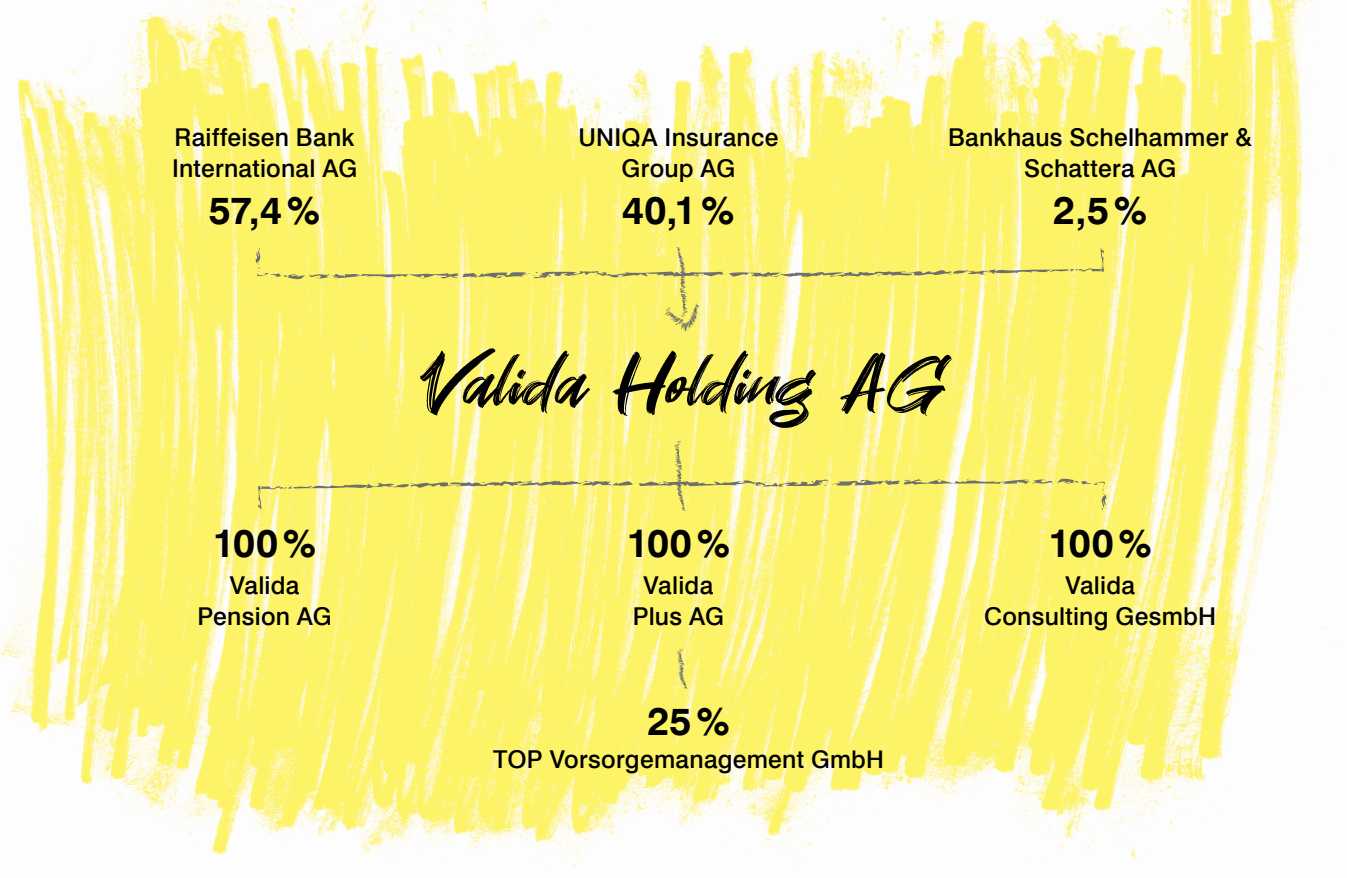 Raiffeisen Bank
International AG
57,4 %
UNIQA Insurance
Group AG
40,1 %
Bankhaus Schelhammer &
Schattera AG
2,5 %
Valida Holding AG
100 %
Valida
Pension AG
100 %
Valida
Plus AG
100 %
Valida
Consulting GesmbH
25 %
TOP Vorsorgemanagement GmbH